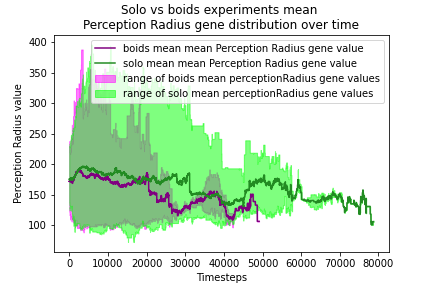 Solo vs boids experiments mean
Perception Radius gene distribution over time
boids mean mean Perception Radius gene value
solo mean mean Perception Radius gene value
range of boids mean perceptionRadius gene values
range of solo mean perceptionRadius gene values
Perception Radius value
400
350
300
250
200
150
100
0 10000 20000 30000 40000 50000 60000 70000 80000
Timesteps